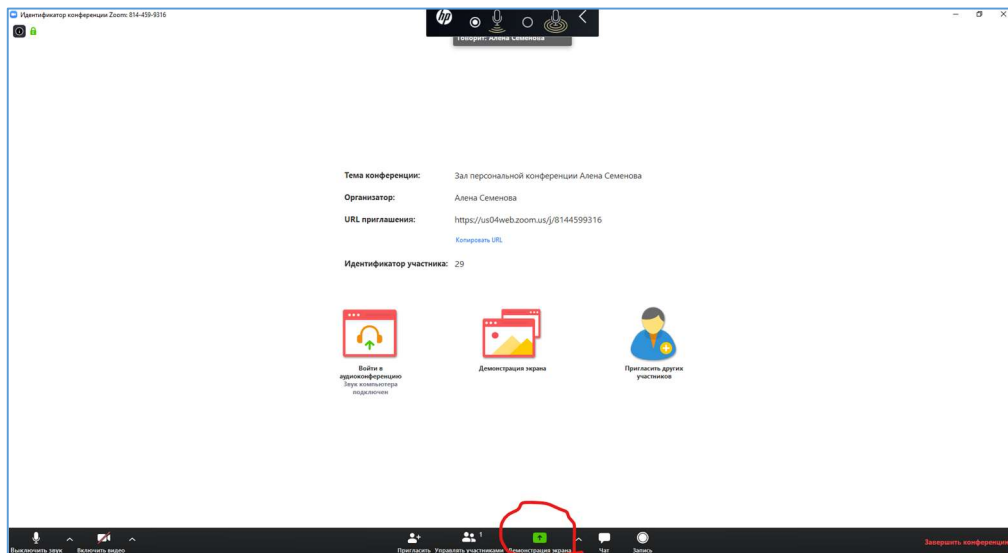 Идентификатор конференции Zoom: 814-459-9316
hp
Говорит: Алена Семенова
Тема конференции: Зал персональной конференции Алена Семенова
Организатор: Алена Семенова
URL приглашения: https://us04web.zoom.us/j/8144599316
Копировать URL
Идентификатор участника: 29
Войти в
аудиоконференцию
Звук компьютера
подключен
Демонстрация экрана
Пригласить других
участников
1
Выключить звук Включить видео Пригласить Управлять участниками Демонстрация экрана Чат Запись Завершить конференцию